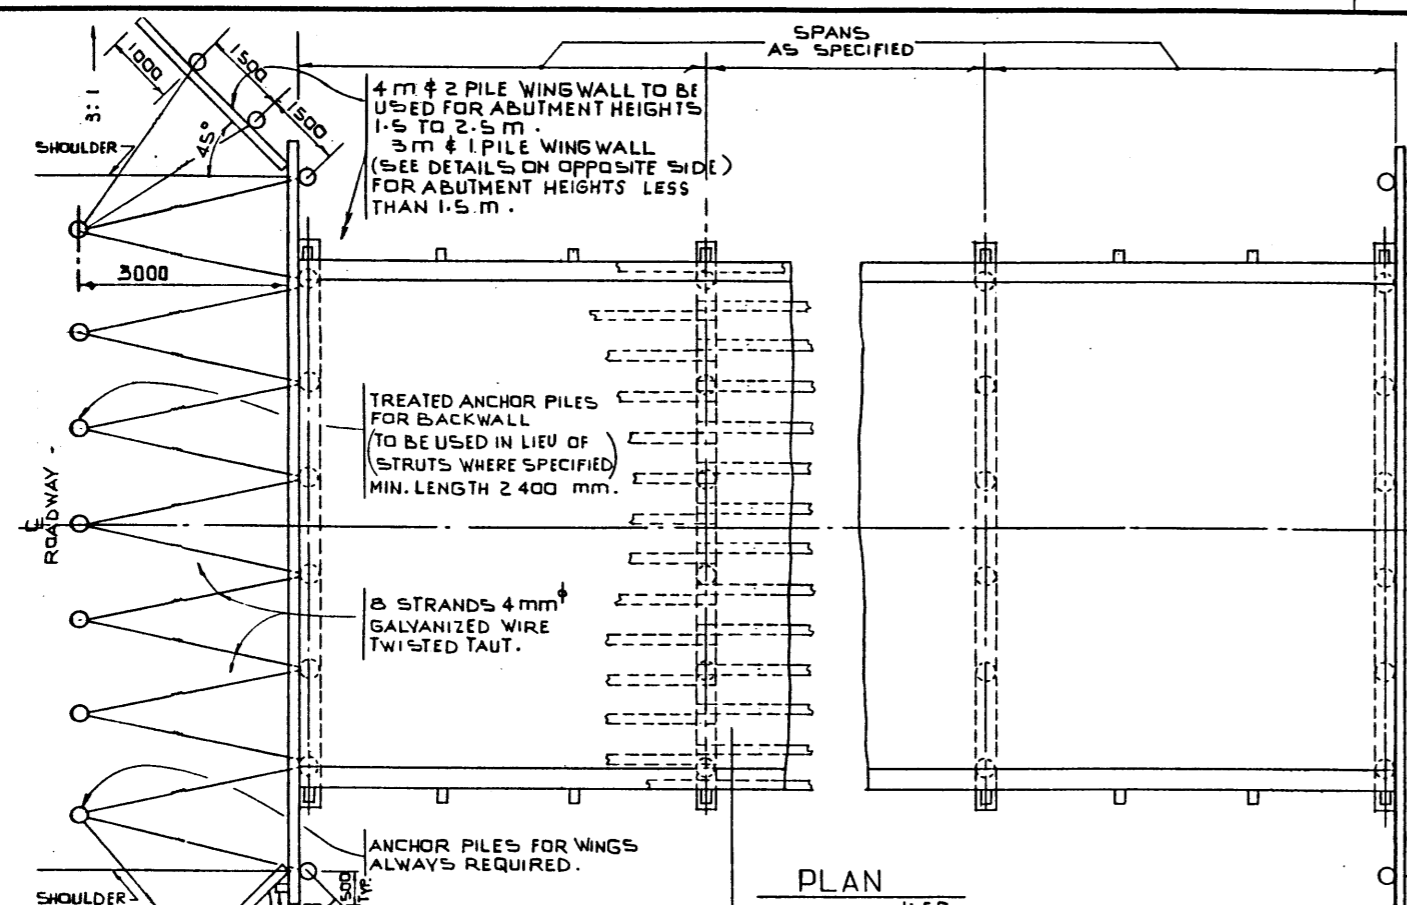 SPANS
AS SPECIFIED
1000
1500
1500
3:1
45°
SHOULDER
4 m & 2 PILE WINGWALL TO BE
USED FOR ABUTMENT HEIGHTS
1.5 TO 2.5 m.
3 m & 1 PILE WINGWALL
(SEE DETAILS ON OPPOSITE SIDE)
FOR ABUTMENT HEIGHTS LESS
THAN 1.5 m.
3000
TREATED ANCHOR PILES
FOR BACKWALL
(TO BE USED IN LIEU OF
STRUTS WHERE SPECIFIED)
MIN. LENGTH 2 400 mm.
℄ ROADWAY
8 STRANDS 4 mm ϕ
GALVANIZED WIRE
TWISTED TAUT.
ANCHOR PILES FOR WINGS
ALWAYS REQUIRED.
SHOULDER
TYP.
PLAN